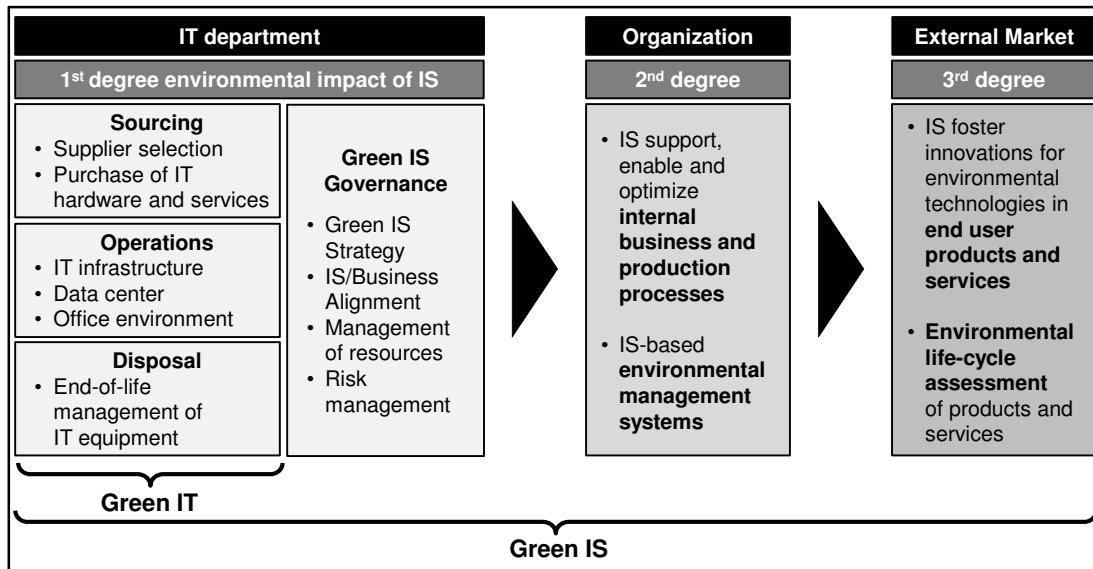 IT department
1st degree environmental impact of IS
Sourcing
• Supplier selection
• Purchase of IT
hardware and services
Operations
• IT infrastructure
• Data center
• Office environment
Disposal
• End-of-life
management of
IT equipment
Green IS
Governance
• Green IS
Strategy
• IS/Business
Alignment
• Management
of resources
• Risk
management
Organization
2nd degree
• IS support,
enable and
optimize
internal
business and
production
processes
• IS-based
environmental
management
systems
External Market
3rd degree
• IS foster
innovations for
environmental
technologies in
end user
products and
services
• Environmental
life-cycle
assessment
of products and
services
Green IT
Green IS